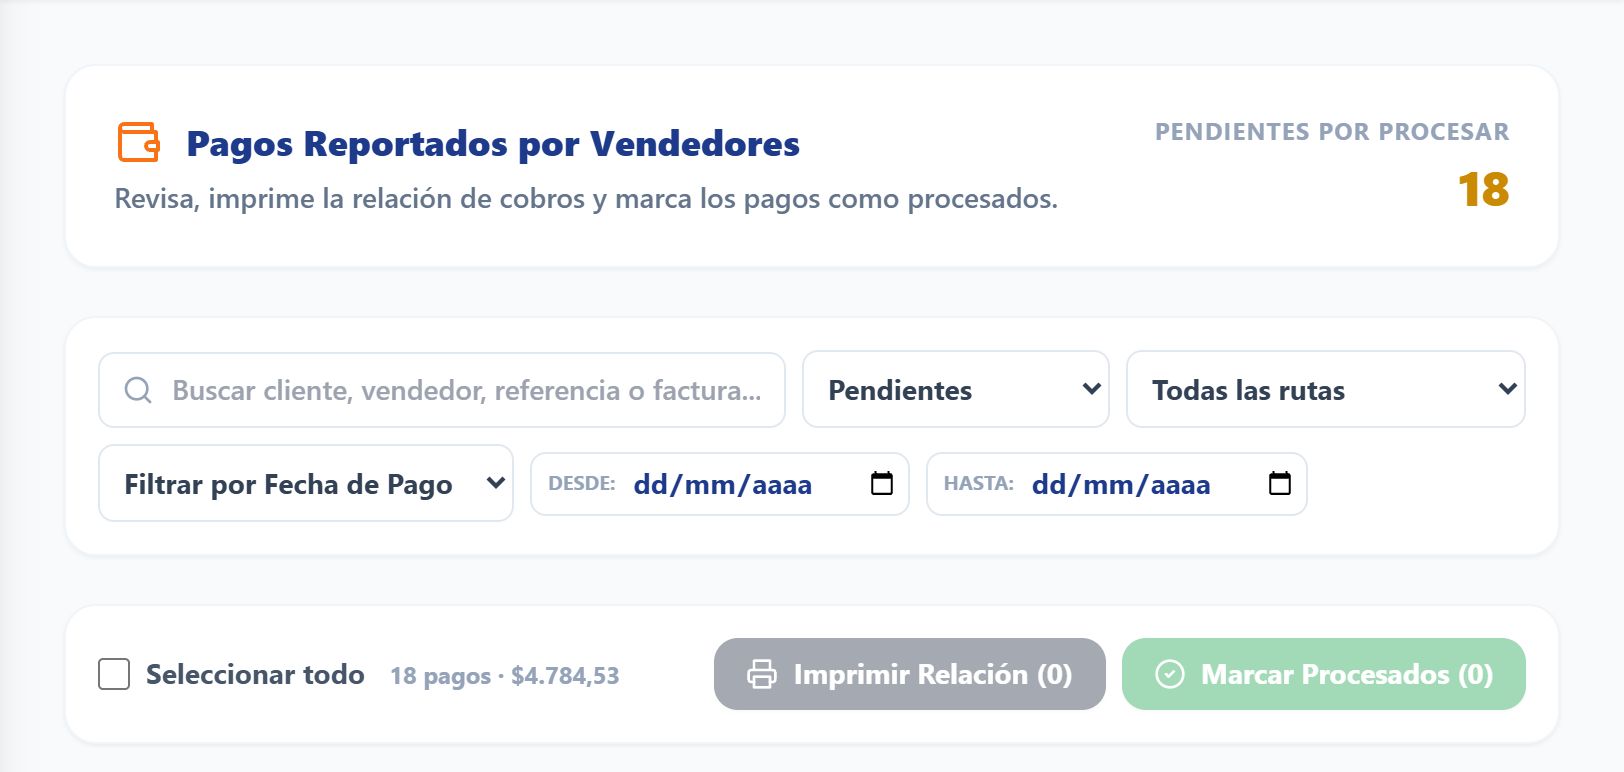 Pagos Reportados por Vendedores
Revisa, imprime la relación de cobros y marca los pagos como procesados.
PENDIENTES POR PROCESAR
18
Buscar cliente, vendedor, referencia o factura...
Pendientes
Todas las rutas
Filtrar por Fecha de Pago
DESDE: dd/mm/aaaa
HASTA: dd/mm/aaaa
Seleccionar todo
18 pagos · $4.784,53
Imprimir Relación (0)
Marcar Procesados (0)